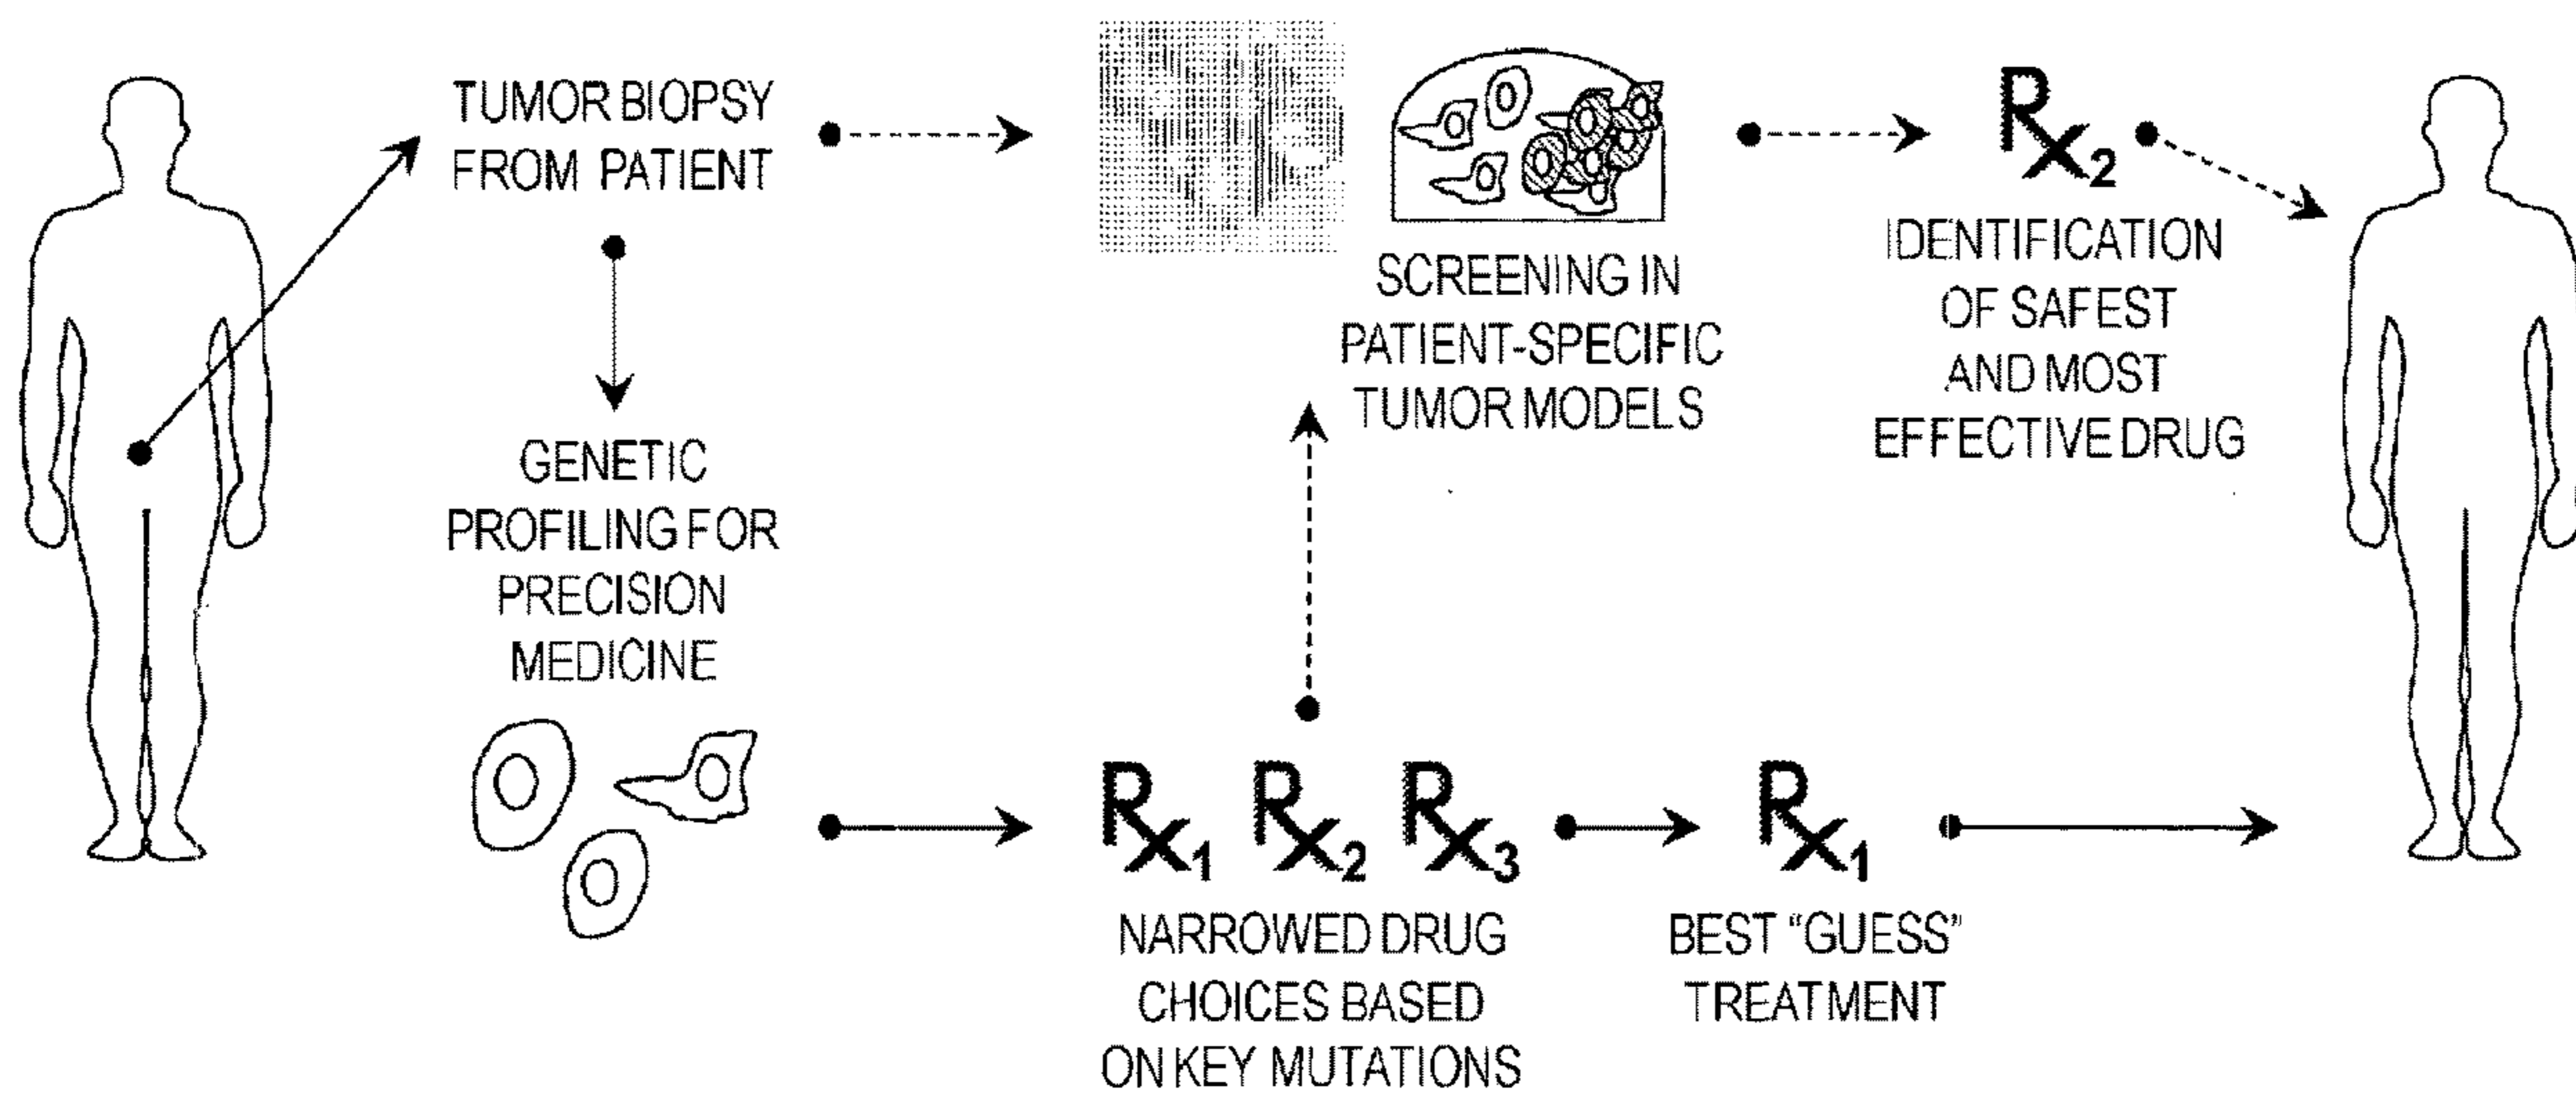 TUMOR BIOPSY
FROM PATIENT
GENETIC
PROFILING FOR
PRECISION
MEDICINE
SCREENING IN
PATIENT-SPECIFIC
TUMOR MODELS
Rx2
IDENTIFICATION
OF SAFEST
AND MOST
EFFECTIVE DRUG
Rx1 Rx2 Rx3
NARROWED DRUG
CHOICES BASED
ON KEY MUTATIONS
Rx1
BEST “GUESS”
TREATMENT